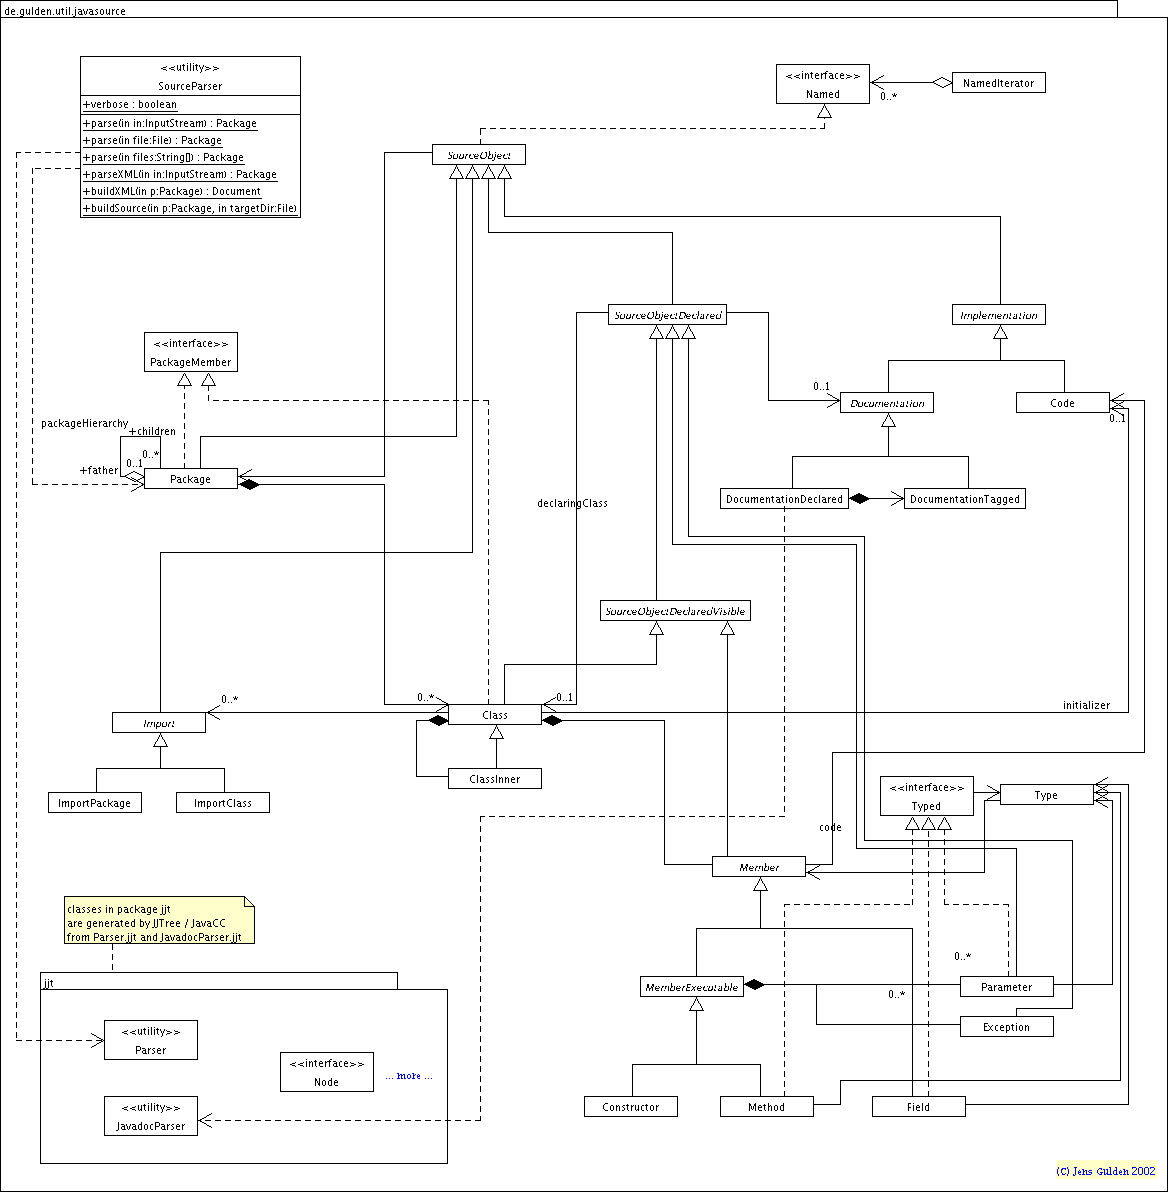 de.gulden.util.javasource
<<utility>>
SourceParser
+verbose : boolean
+parse(in in:InputStream) : Package
+parse(in file:File) : Package
+parse(in files:String[]) : Package
+parseXML(in in:InputStream) : Package
+buildXML(in p:Package) : Document
+buildSource(in p:Package, in targetDir:File)
<<interface>>
Named
0..*
NamedIterator
SourceObject
SourceObjectDeclared
Implementation
<<interface>>
PackageMember
0..1
Documentation
Code
0..1
packageHierarchy
+children
0..*
0..1
+father
Package
DocumentationDeclared
DocumentationTagged
declaringClass
SourceObjectDeclaredVisible
0..*
Import
0..*
0..1
Class
initializer
ImportPackage
ImportClass
ClassInner
<<interface>>
Typed
Type
code
Member
classes in package jjt
are generated by JJTree / JavaCC
from Parser.jjt and JavadocParser.jjt
0..*
MemberExecutable
0..*
Parameter
Exception
jjt
<<utility>>
Parser
<<interface>>
Node
... more ...
<<utility>>
JavadocParser
Constructor
Method
Field
(C) Jens Gulden 2002